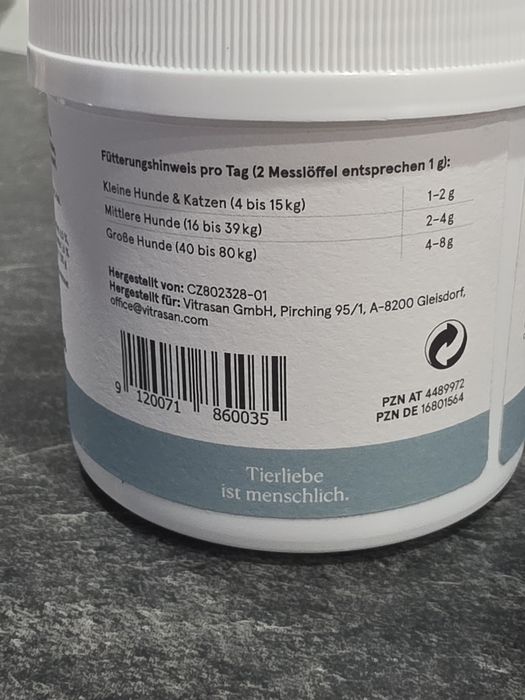 Fütterungshinweis pro Tag (2 Messlöffel entsprechen 1 g):
Kleine Hunde & Katzen (4 bis 15 kg) 1-2 g
Mittlere Hunde (16 bis 39 kg) 2-4 g
Große Hunde (40 bis 80 kg) 4-8 g
Hergestellt von: CZ802328-01
Hergestellt für: Vitrasan GmbH, Pirching 95/1, A-8200 Gleisdorf,
office@vitrasan.com
9 120071 860035
PZN AT 4489972
PZN DE 16801564
Tierliebe
ist menschlich.